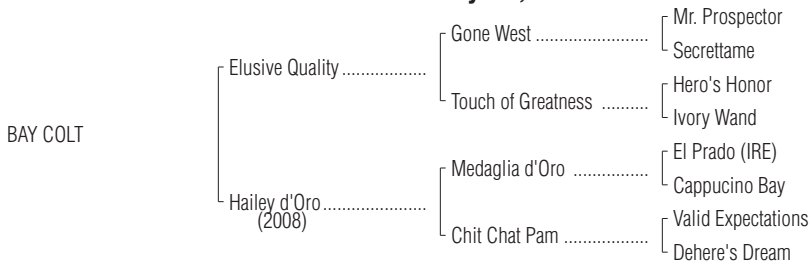 Mr. Prospector
Gone West ........................
Secrettame
Elusive Quality ..................
Hero's Honor
Touch of Greatness ..........
Ivory Wand
BAY COLT
El Prado (IRE)
Medaglia d'Oro ................
Cappucino Bay
Hailey d'Oro......................
(2008)
Valid Expectations
Chit Chat Pam ..................
Dehere's Dream